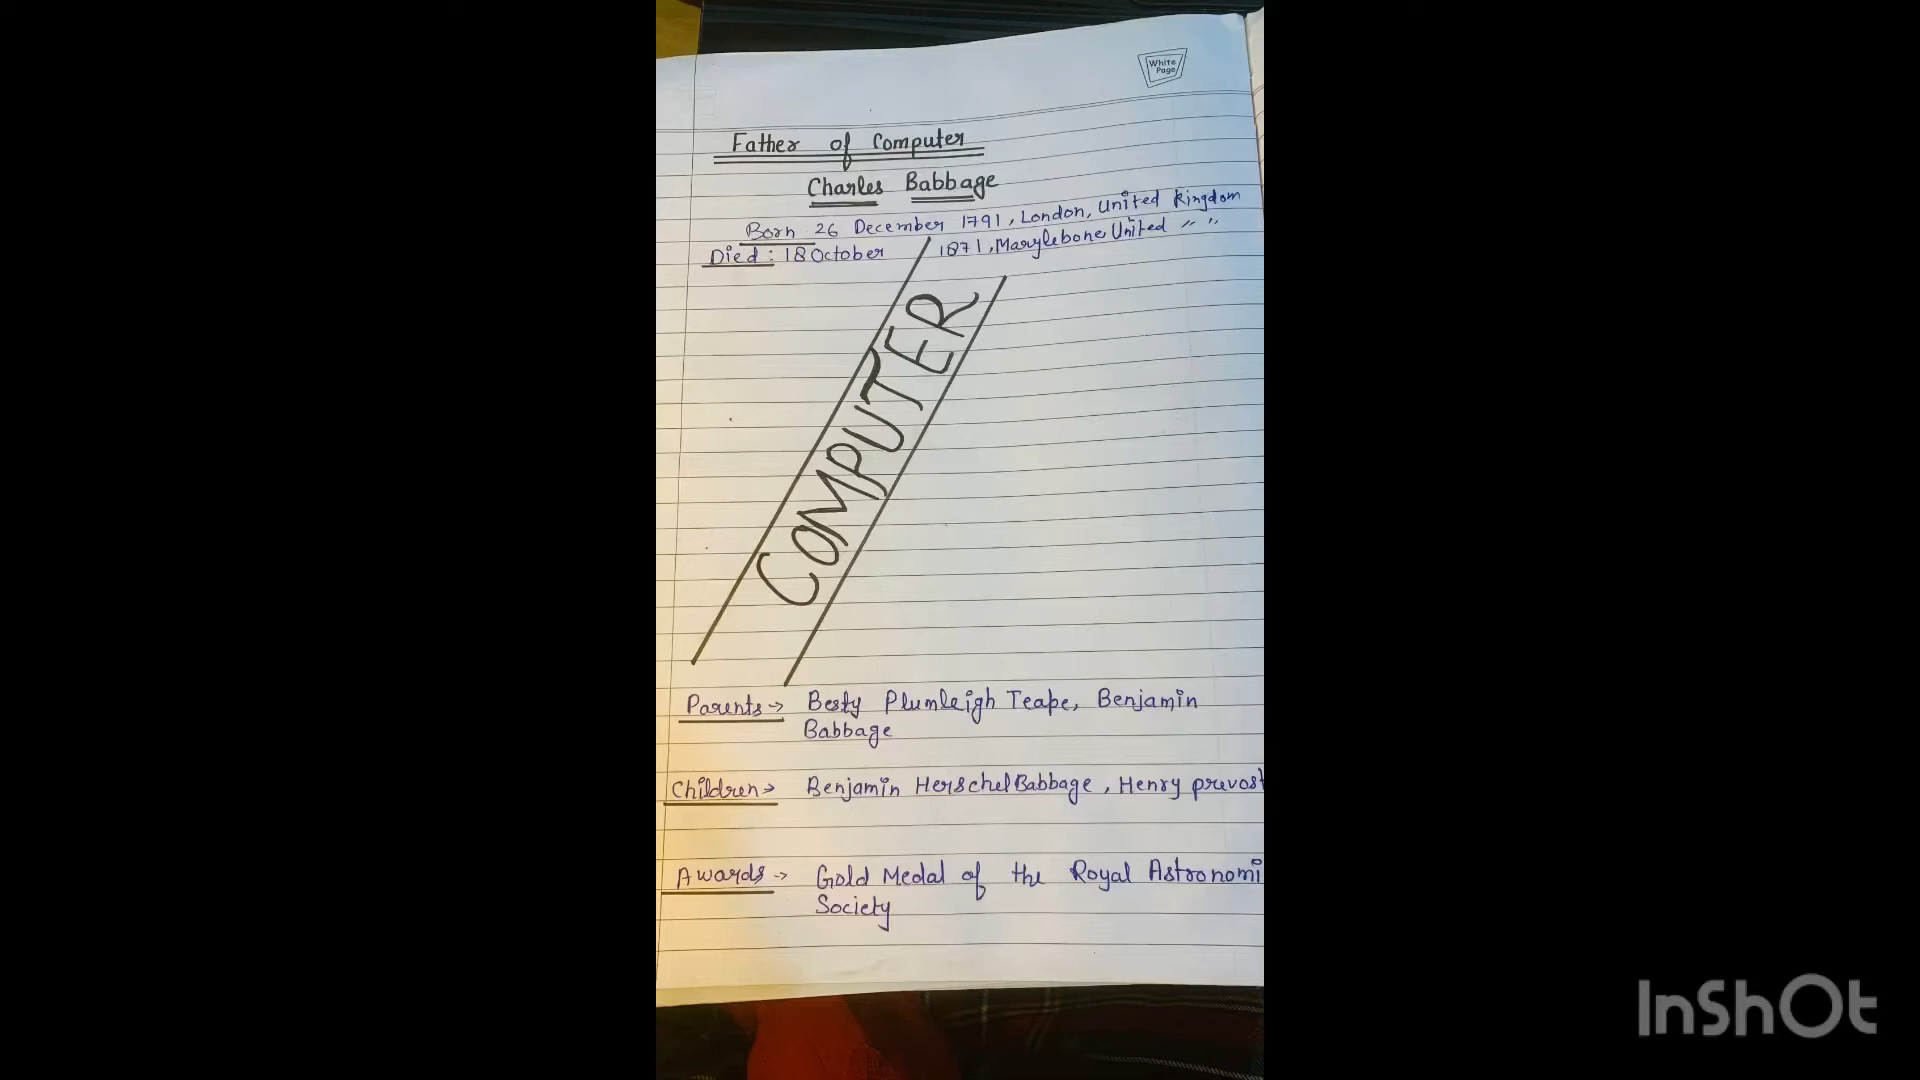 White
Page
Father of Computer
Charles Babbage
Born 26 December 1791, London, United Kingdom
Died: 18 October 1871, Marylebone, United " "
COMPUTER
Parents → Besty Plumleigh Teape, Benjamin
Babbage
Children → Benjamin Herschel Babbage, Henry prevost
Awards → Gold Medal of the Royal Astronomi
Society
InShOt